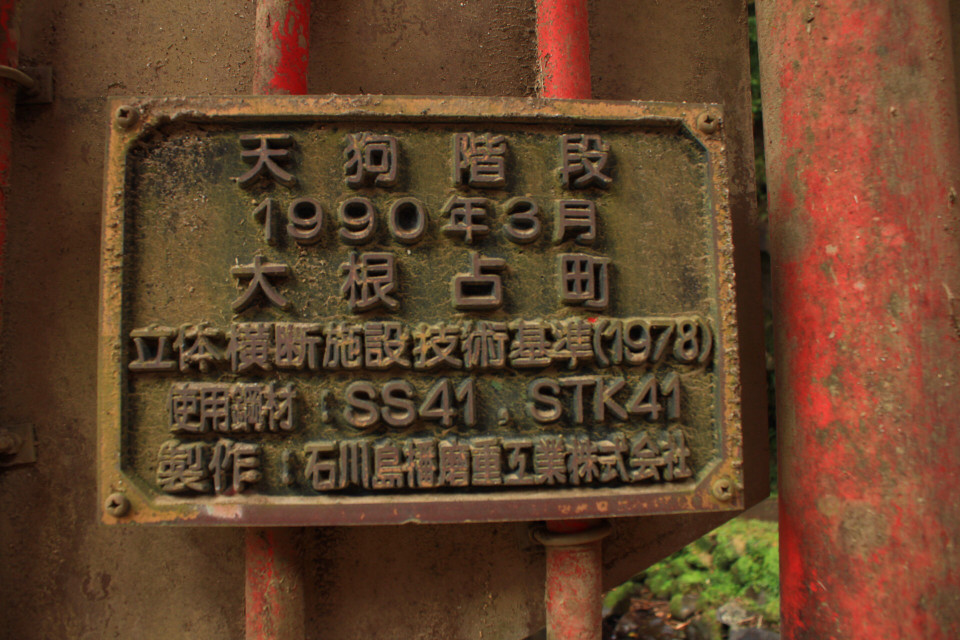 天狗階段
1990年3月
大根占町
立体横断施設技術基準(1978)
使用鋼材:SS41,STK41
製作:石川島播磨重工業株式会社